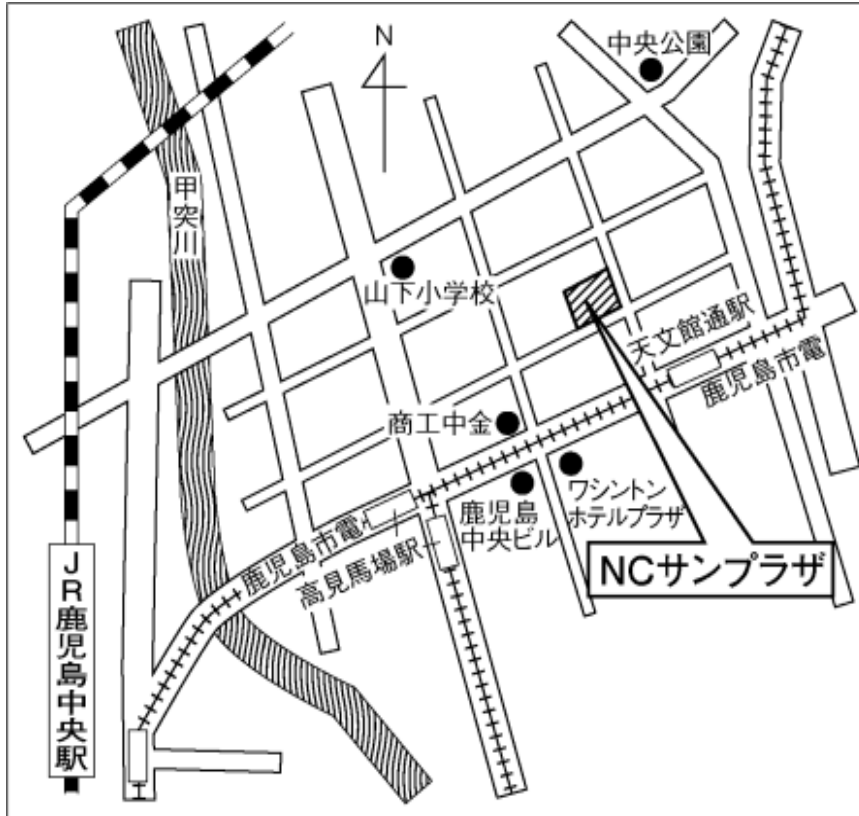 中央公園
N
甲突川
山下小学校
天文館通駅
鹿児島市電
商工中金
ワシントン
ホテルプラザ
鹿児島
中央ビル
鹿児島市電
高見馬場駅
NCサンプラザ
JR鹿児島中央駅